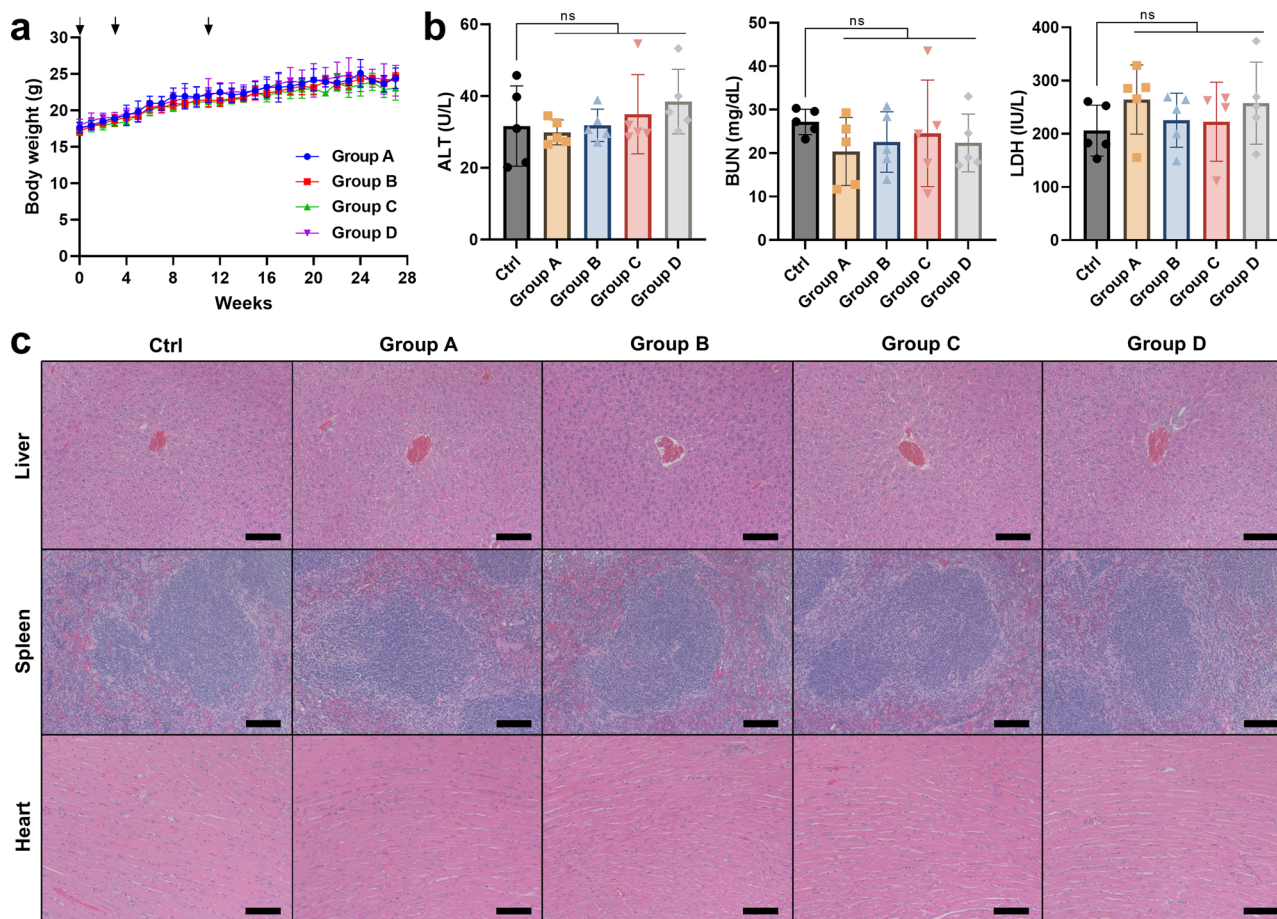 a
Body weight (g)
30
25
20
15
10
5
0
0 4 8 12 16 20 24 28
Weeks
Group A
Group B
Group C
Group D
b
ns
ALT (U/L)
60
40
20
0
Ctrl
Group A
Group B
Group C
Group D
ns
BUN (mg/dL)
50
40
30
20
10
0
Ctrl
Group A
Group B
Group C
Group D
ns
LDH (IU/L)
400
300
200
100
0
Ctrl
Group A
Group B
Group C
Group D
c
Ctrl Group A Group B Group C Group D
Liver
Spleen
Heart